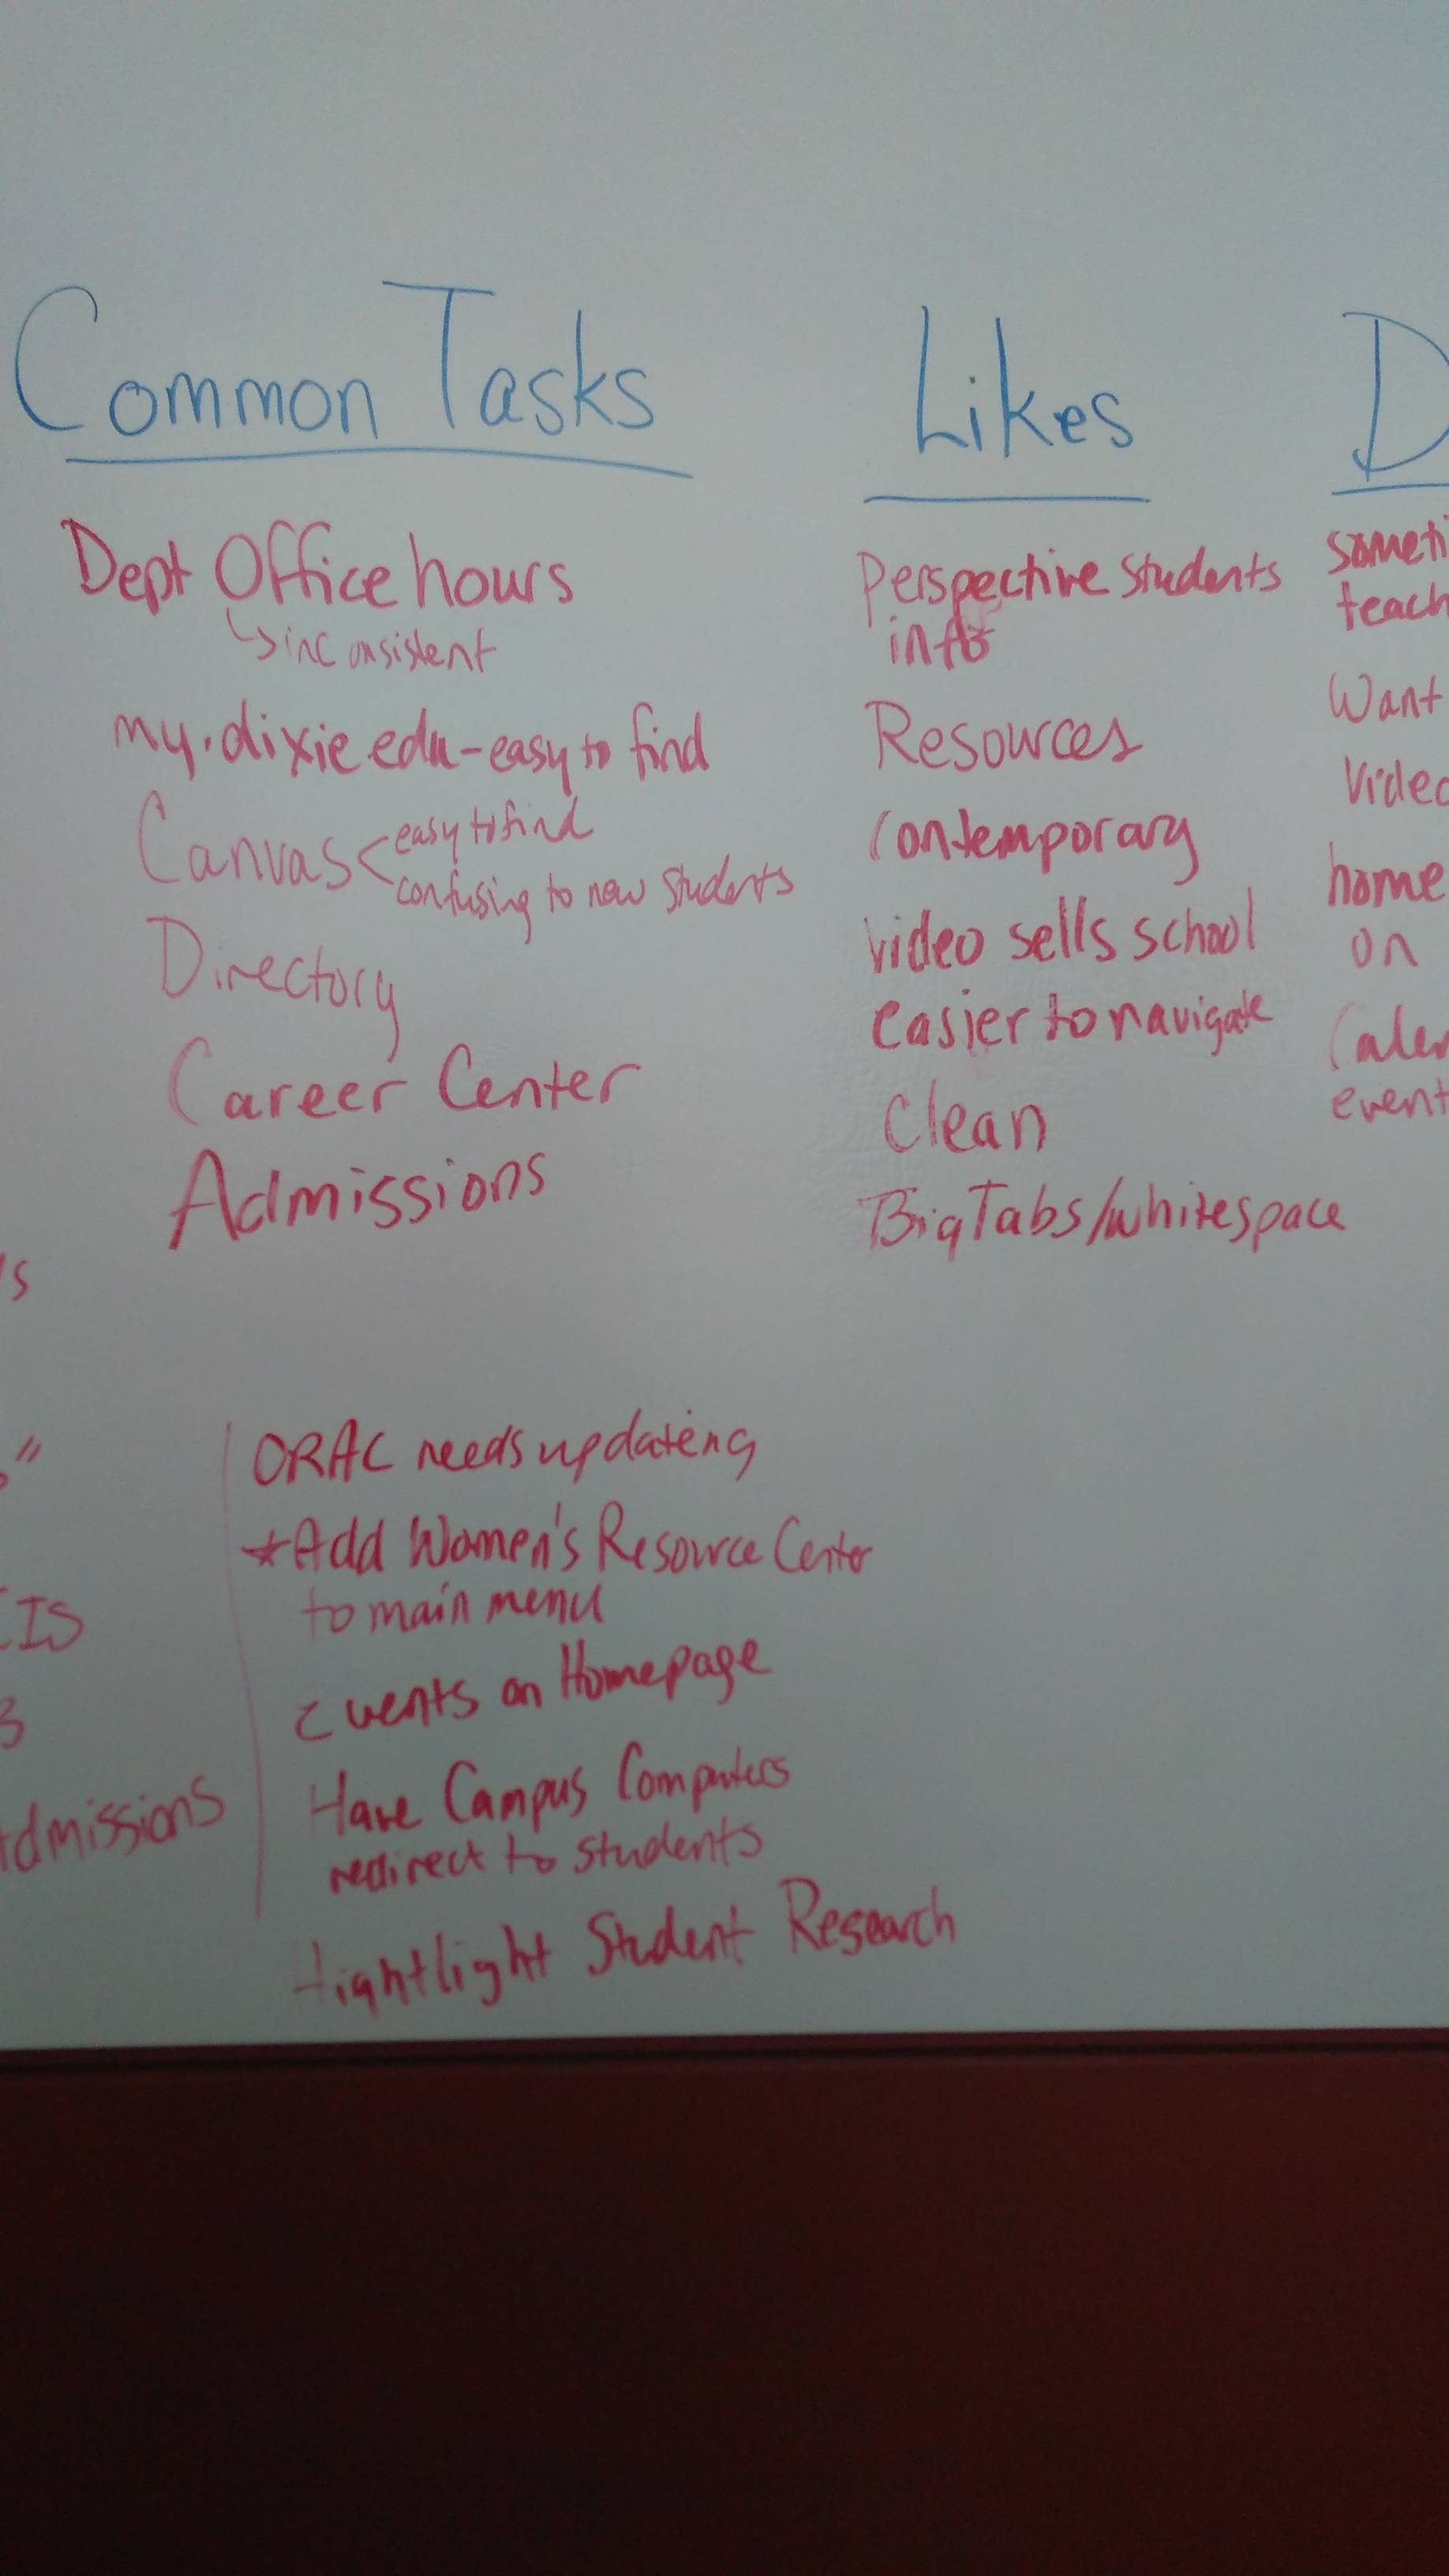 Common Tasks
Dept Office hours
↳ inconsistent
my.dixie.edu - easy to find
Canvas < easy to find
confusing to new students
Directory
Career Center
Admissions
Likes
Perspective Students
info
Resources
Contemporary
video sells school
easier to navigate
Clean
Big Tabs/whitespace
D
someti
teach
Want
Video
home
on
Calen
event
's
"
IS
dmissions
ORAC needs updateing
*Add Women's Resource Center
to main menu
Events on Homepage
Have Campus Computers
redirect to students
Hightlight Student Research